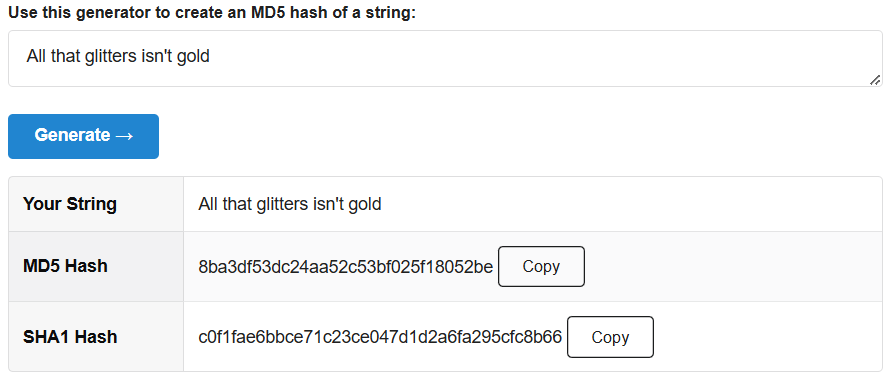 Use this generator to create an MD5 hash of a string:
All that glitters isn't gold
Generate →
Your String All that glitters isn't gold
MD5 Hash 8ba3df53dc24aa52c53bf025f18052be Copy
SHA1 Hash c0f1fae6bbce71c23ce047d1d2a6fa295cfc8b66 Copy